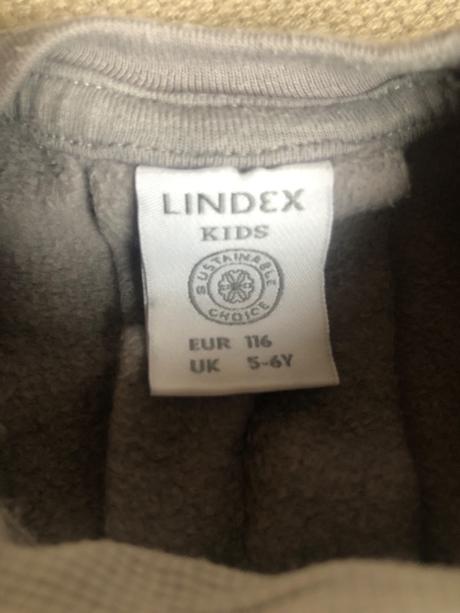 LINDEX
KIDS
SUSTAINABLE
CHOICE
EUR 116
UK 5-6Y